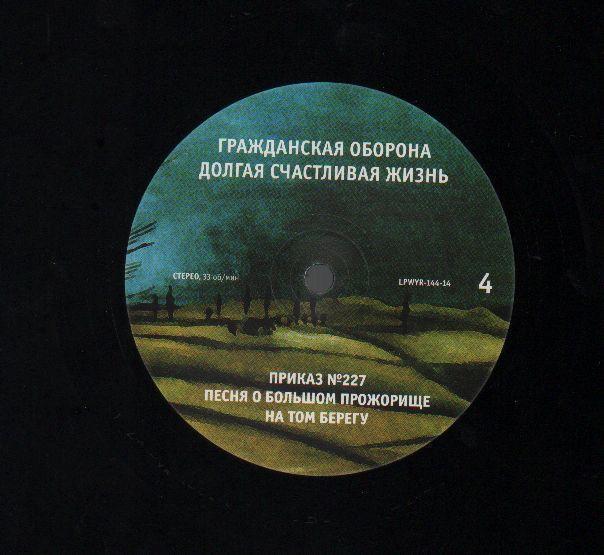 ГРАЖДАНСКАЯ ОБОРОНА
ДОЛГАЯ СЧАСТЛИВАЯ ЖИЗНЬ
СТЕРЕО, 33 об/мин
LPWYR-144-14
4
ПРИКАЗ №227
ПЕСНЯ О БОЛЬШОМ ПРОЖОРИЩЕ
НА ТОМ БЕРЕГУ